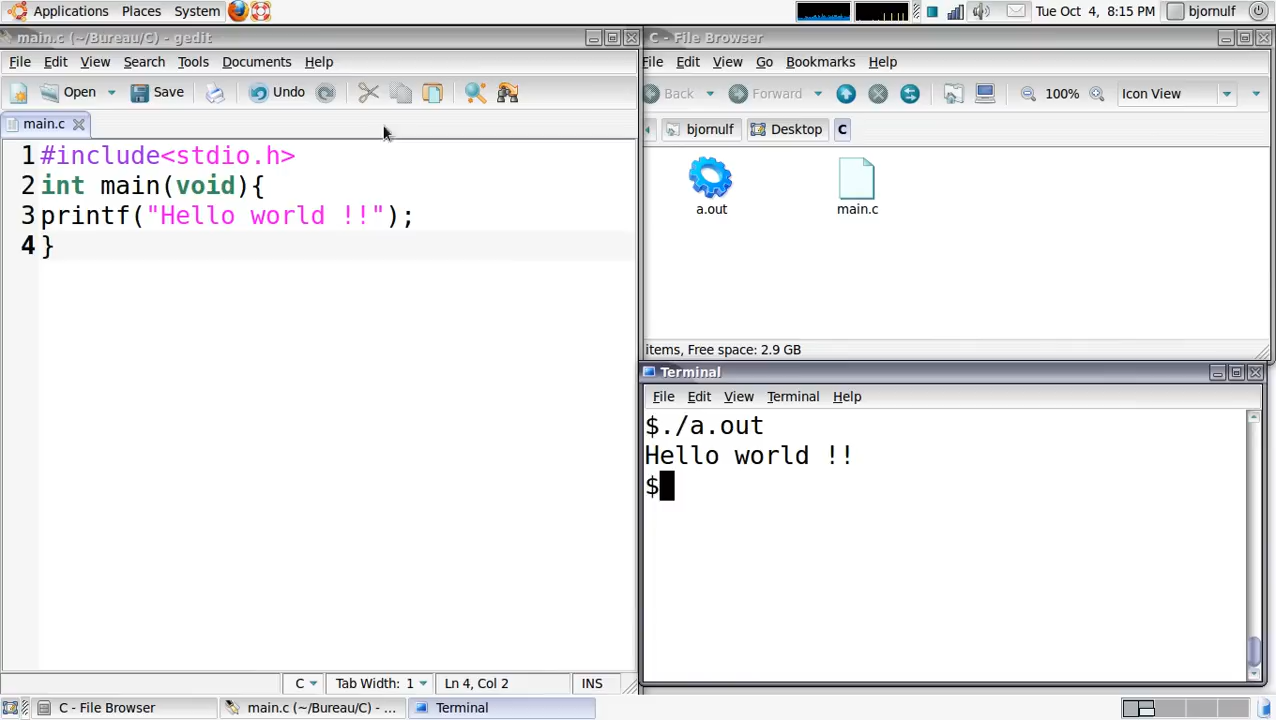 Applications Places System Tue Oct 4, 8:15 PM bjornulf
main.c (~/Bureau/C) - gedit
File Edit View Search Tools Documents Help
Open Save Undo
main.c
1 #include<stdio.h>
2 int main(void){
3 printf("Hello world !!");
4 }
C Tab Width: 1 Ln 4, Col 2 INS
C - File Browser
File Edit View Go Bookmarks Help
Back Forward 100% Icon View
bjornulf Desktop C
a.out main.c
items, Free space: 2.9 GB
Terminal
File Edit View Terminal Help
$./a.out
Hello world !!
$
C - File Browser main.c (~/Bureau/C) - ... Terminal